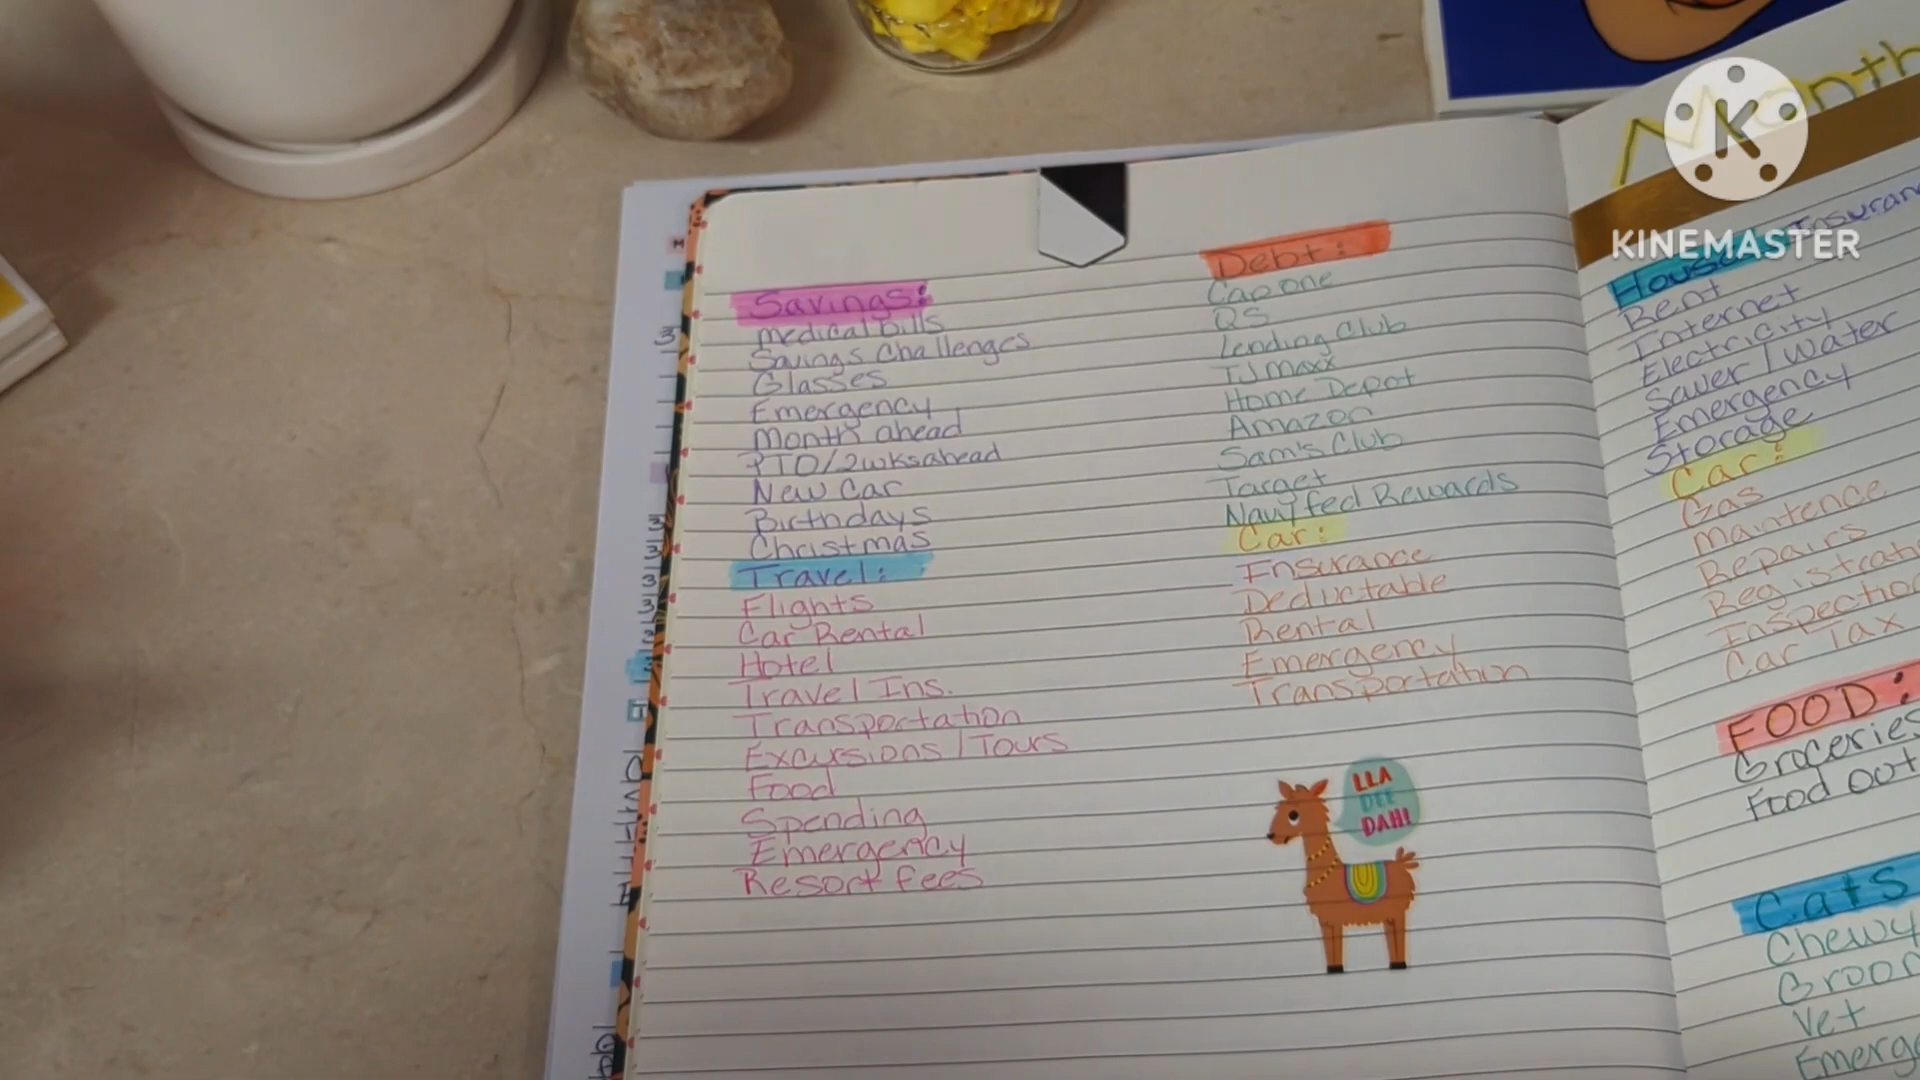 Savings:
medical bills
Savings Challenges
Glasses
Emergency
Month ahead
PTO/2wksahead
New Car
Birthdays
Christmas
Travel:
Flights
Car Rental
Hotel
Travel Ins.
Transportation
Excursions/Tours
Food
Spending
Emergency
Resort fees
Debt:
Cap one
QS
Lending Club
TJ maxx
Home Depot
Amazon
Sam's Club
Target
Navy fed Rewards
Car:
Insurance
Deductable
Rental
Emergency
Transportation
LLA
DEE
DAH!
KINEMASTER
Rent
Internet
Electricity
Sawer/Water
Emergency
Storage
Car:
Gas
Maintence
Repairs
Car Tax
FOOD:
Groceries
Food out
Cats
Chewy
Vet